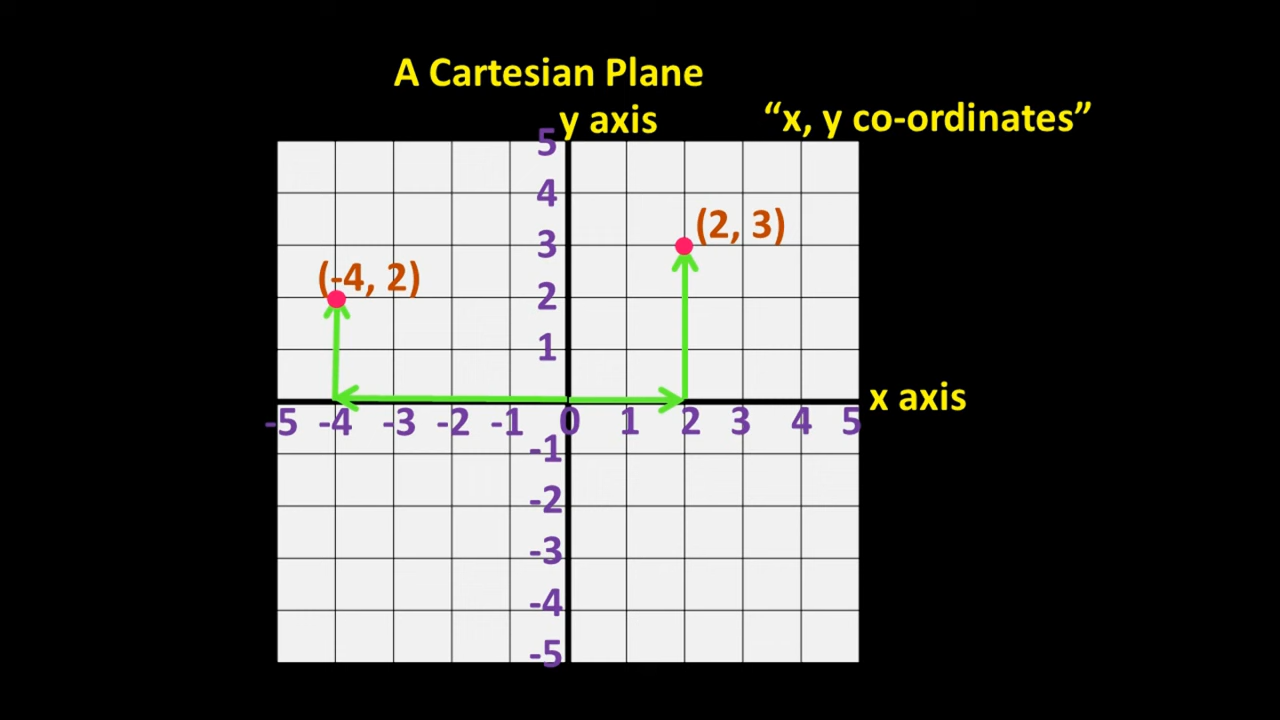 A Cartesian Plane
y axis
“x, y co-ordinates”
5
4
(2, 3)
3
(-4, 2)
2
1
x axis
-5 -4 -3 -2 -1 0 1 2 3 4 5
-1
-2
-3
-4
-5